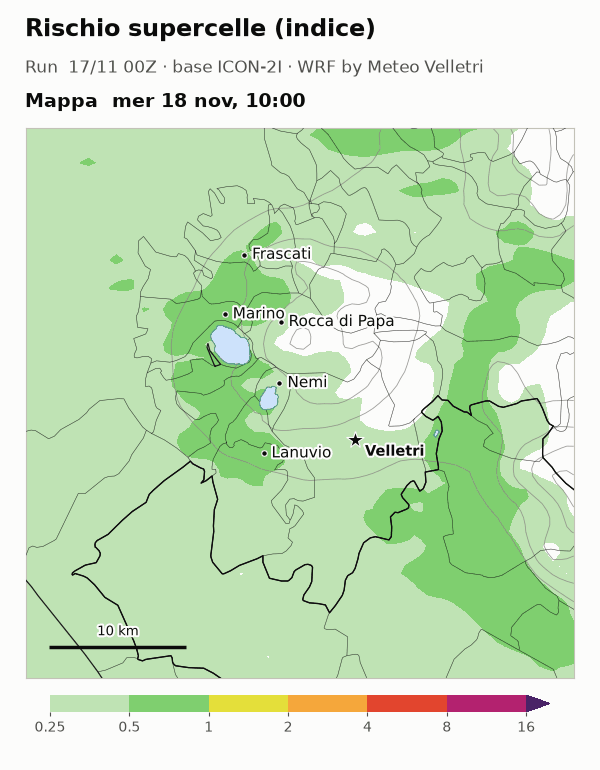 Rischio supercelle (indice)
Run  17/11 00Z · base ICON-2I · WRF by Meteo Velletri
Mappa  mer 18 nov, 10:00
Frascati
Marino
Rocca di Papa
Nemi
Velletri
Lanuvio
10 km
0.25 0.5 1 2 4 8 16